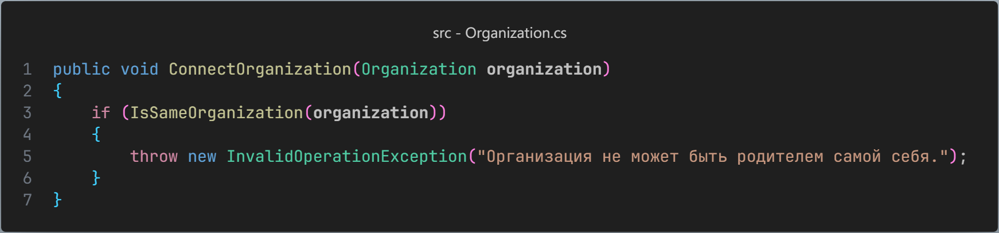 src - Organization.cs
1 public void ConnectOrganization(Organization organization)
2 {
3     if (IsSameOrganization(organization))
4     {
5         throw new InvalidOperationException("Организация не может быть родителем самой себя.");
6     }
7 }